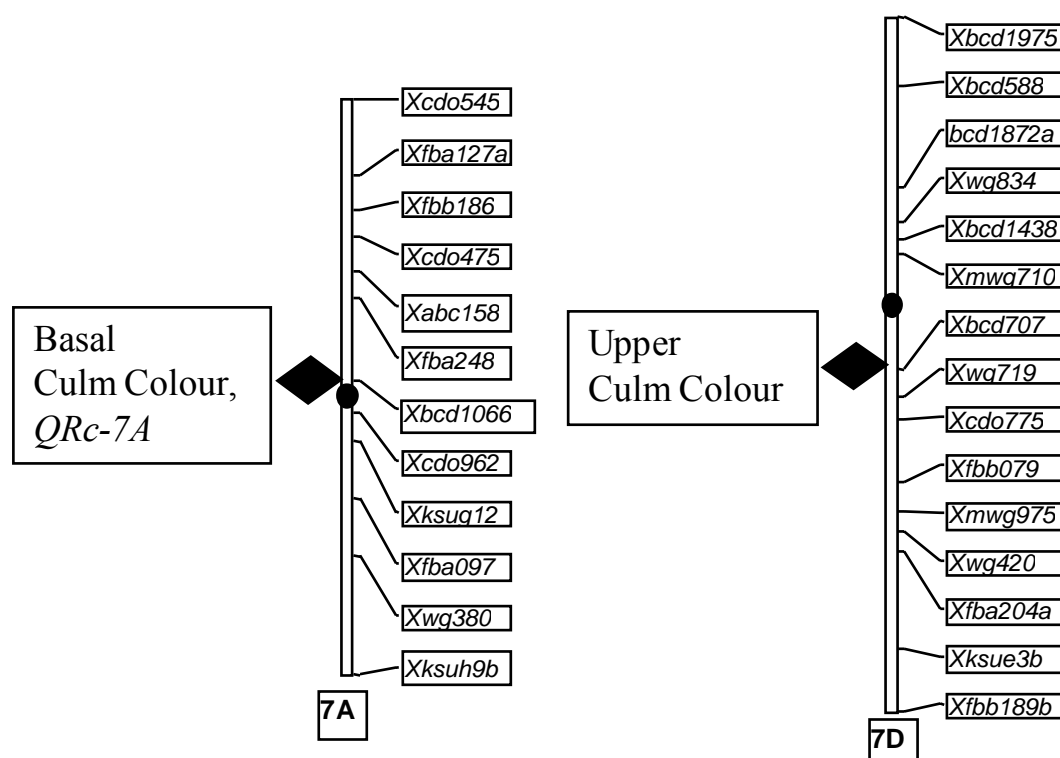 Basal
Culm Colour,
QRc-7A
Xcdo545
Xfba127a
Xfbb186
Xcdo475
Xabc158
Xfba248
Xbcd1066
Xcdo962
Xksug12
Xfba097
Xwg380
Xksuh9b
7A
Upper
Culm Colour
Xbcd1975
Xbcd588
bcd1872a
Xwg834
Xbcd1438
Xmwg710
Xbcd707
Xwg719
Xcdo775
Xfbb079
Xmwg975
Xwg420
Xfba204a
Xksue3b
Xfbb189b
7D